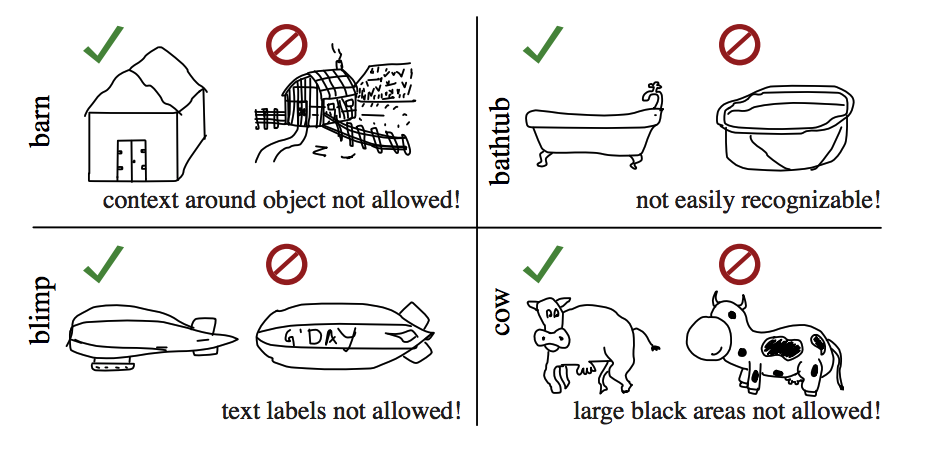 barn
context around object not allowed!
bathtub
not easily recognizable!
blimp
G'DAY
text labels not allowed!
cow
large black areas not allowed!